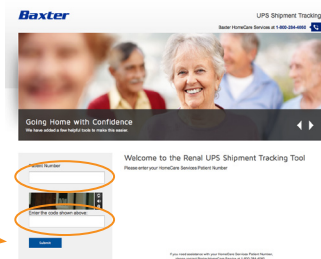 Baxter
UPS Shipment Tracking
Baxter HomeCare Services at 1-800-284-4060
Going Home with Confidence
We have added a few helpful tools to make this easier.
Welcome to the Renal UPS Shipment Tracking Tool
Please enter your HomeCare Services Patient Number
Patient Number
Enter the code shown above:
Submit
If you need assistance with your HomeCare Services Patient Number,